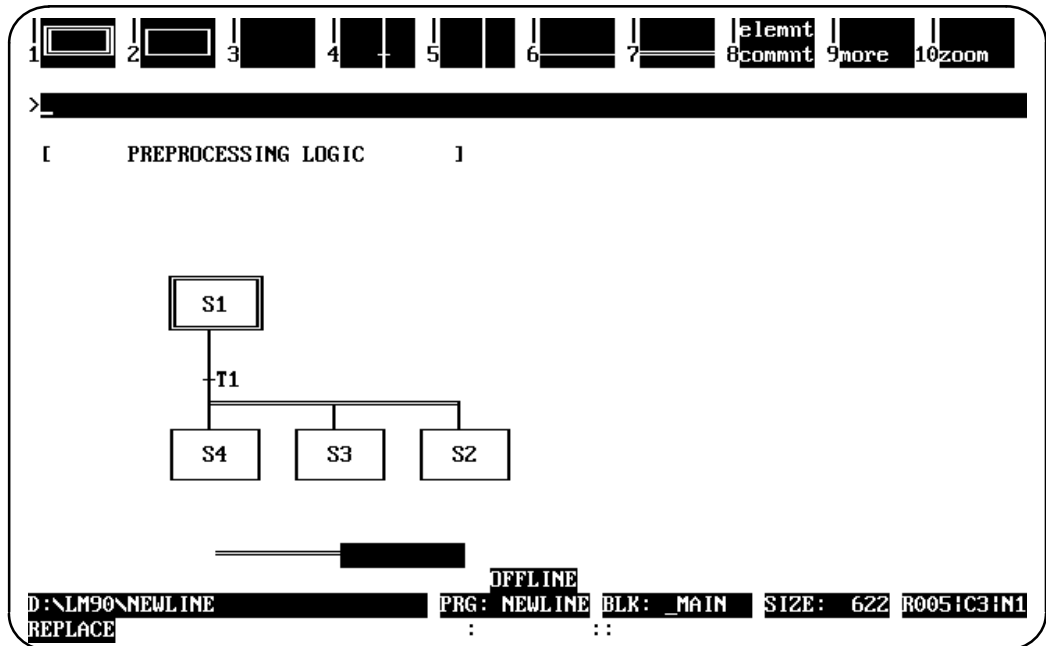 elemnt
1 2 3 4 5 6 7 8commnt 9more 10zoom
>_
[ PREPROCESSING LOGIC ]
S1
T1
S4 S3 S2
OFFLINE
D:\LM90\NEWLINE PRG: NEWLINE BLK: _MAIN SIZE: 622 R005|C3|N1
REPLACE : ::